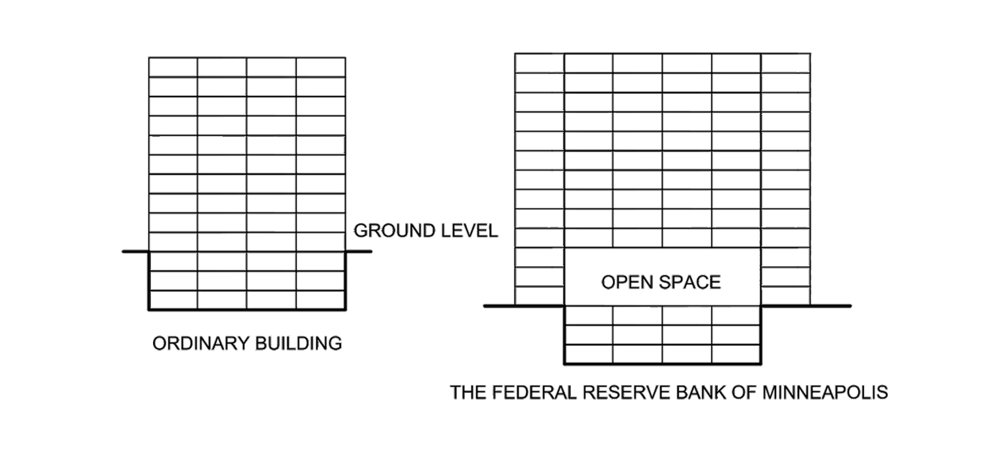 GROUND LEVEL
OPEN SPACE
ORDINARY BUILDING
THE FEDERAL RESERVE BANK OF MINNEAPOLIS